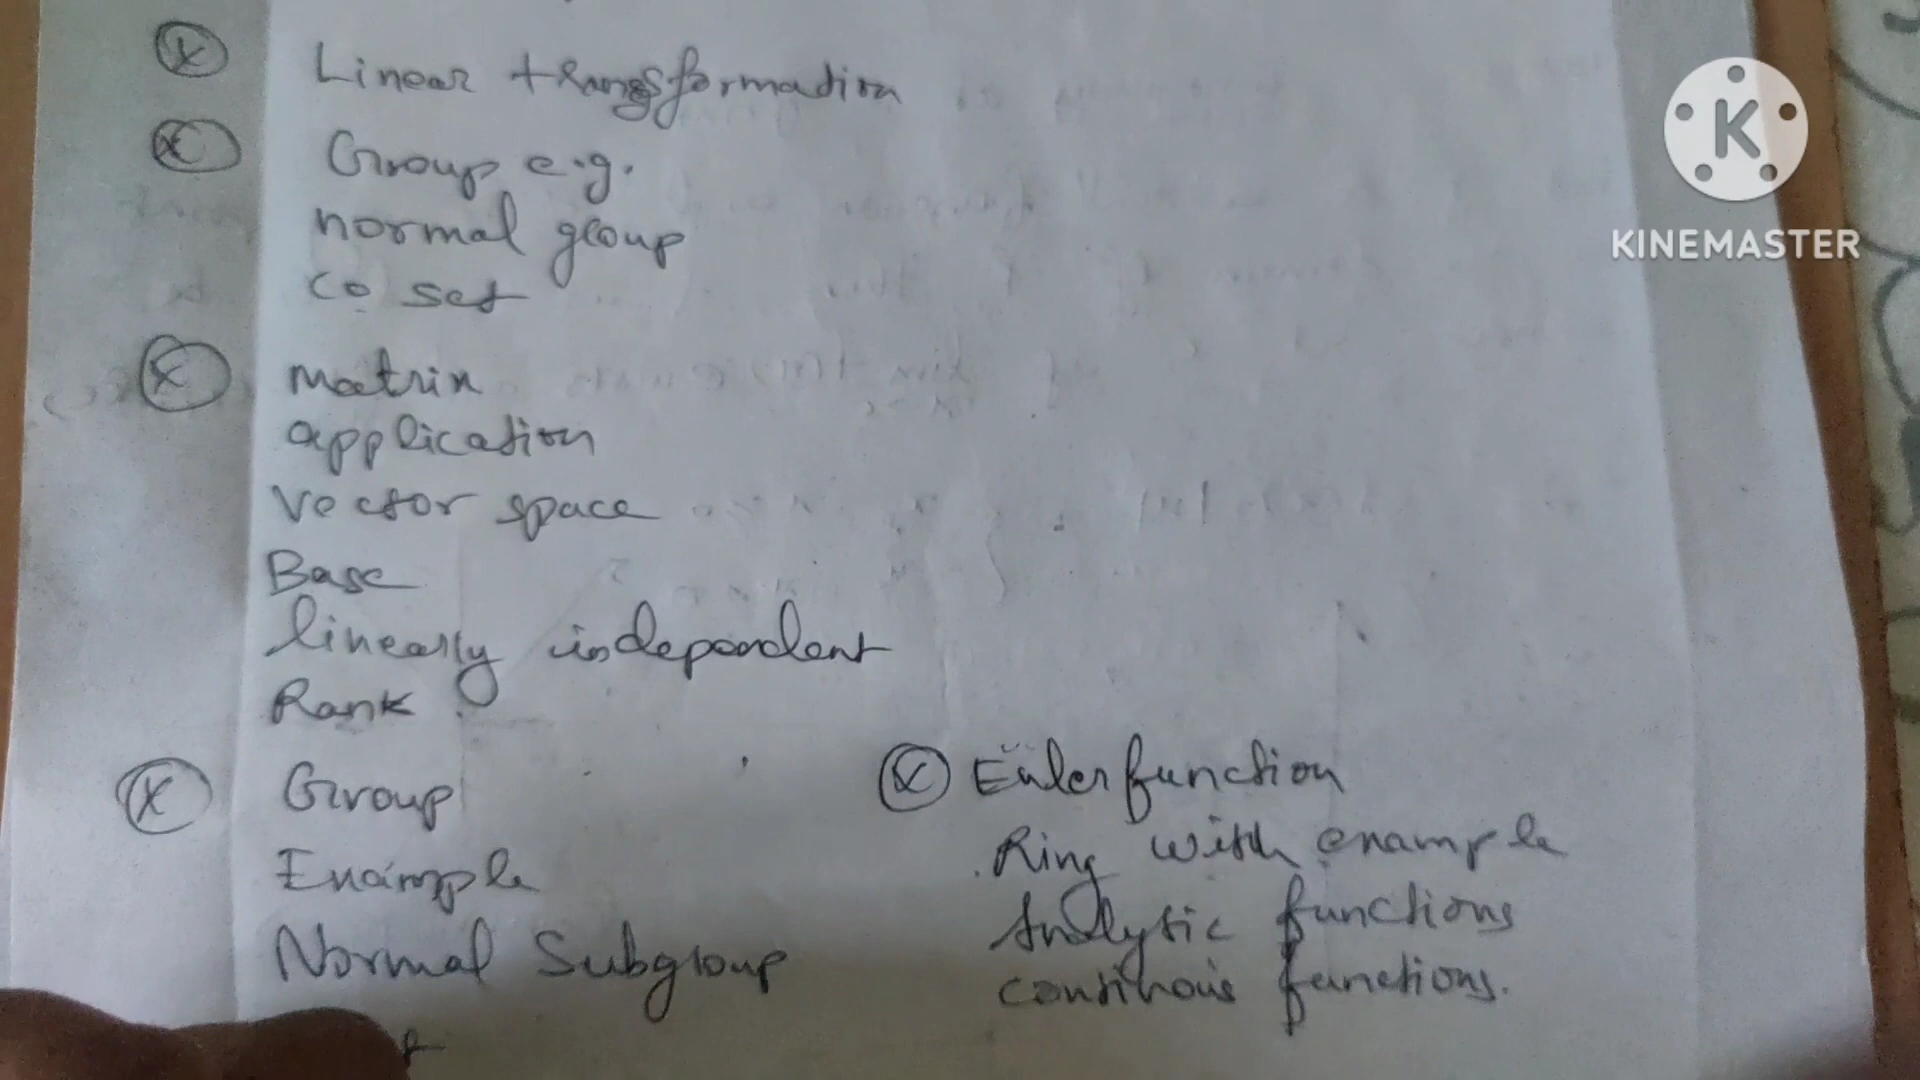 Linear transformation
Group e.g.
normal group
co set
matrix
application
vector space
Base
linearly independent
Rank
Group
Example
Normal Subgroup
Euler function
Ring with example
Analytic functions
continous functions.
K
KINEMASTER